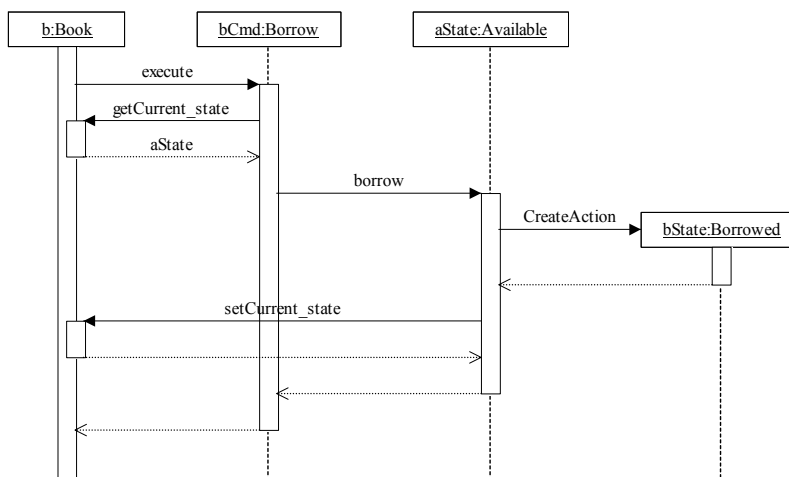 b:Book
bCmd:Borrow
aState:Available
execute
getCurrent_state
aState
borrow
CreateAction
bState:Borrowed
setCurrent_state